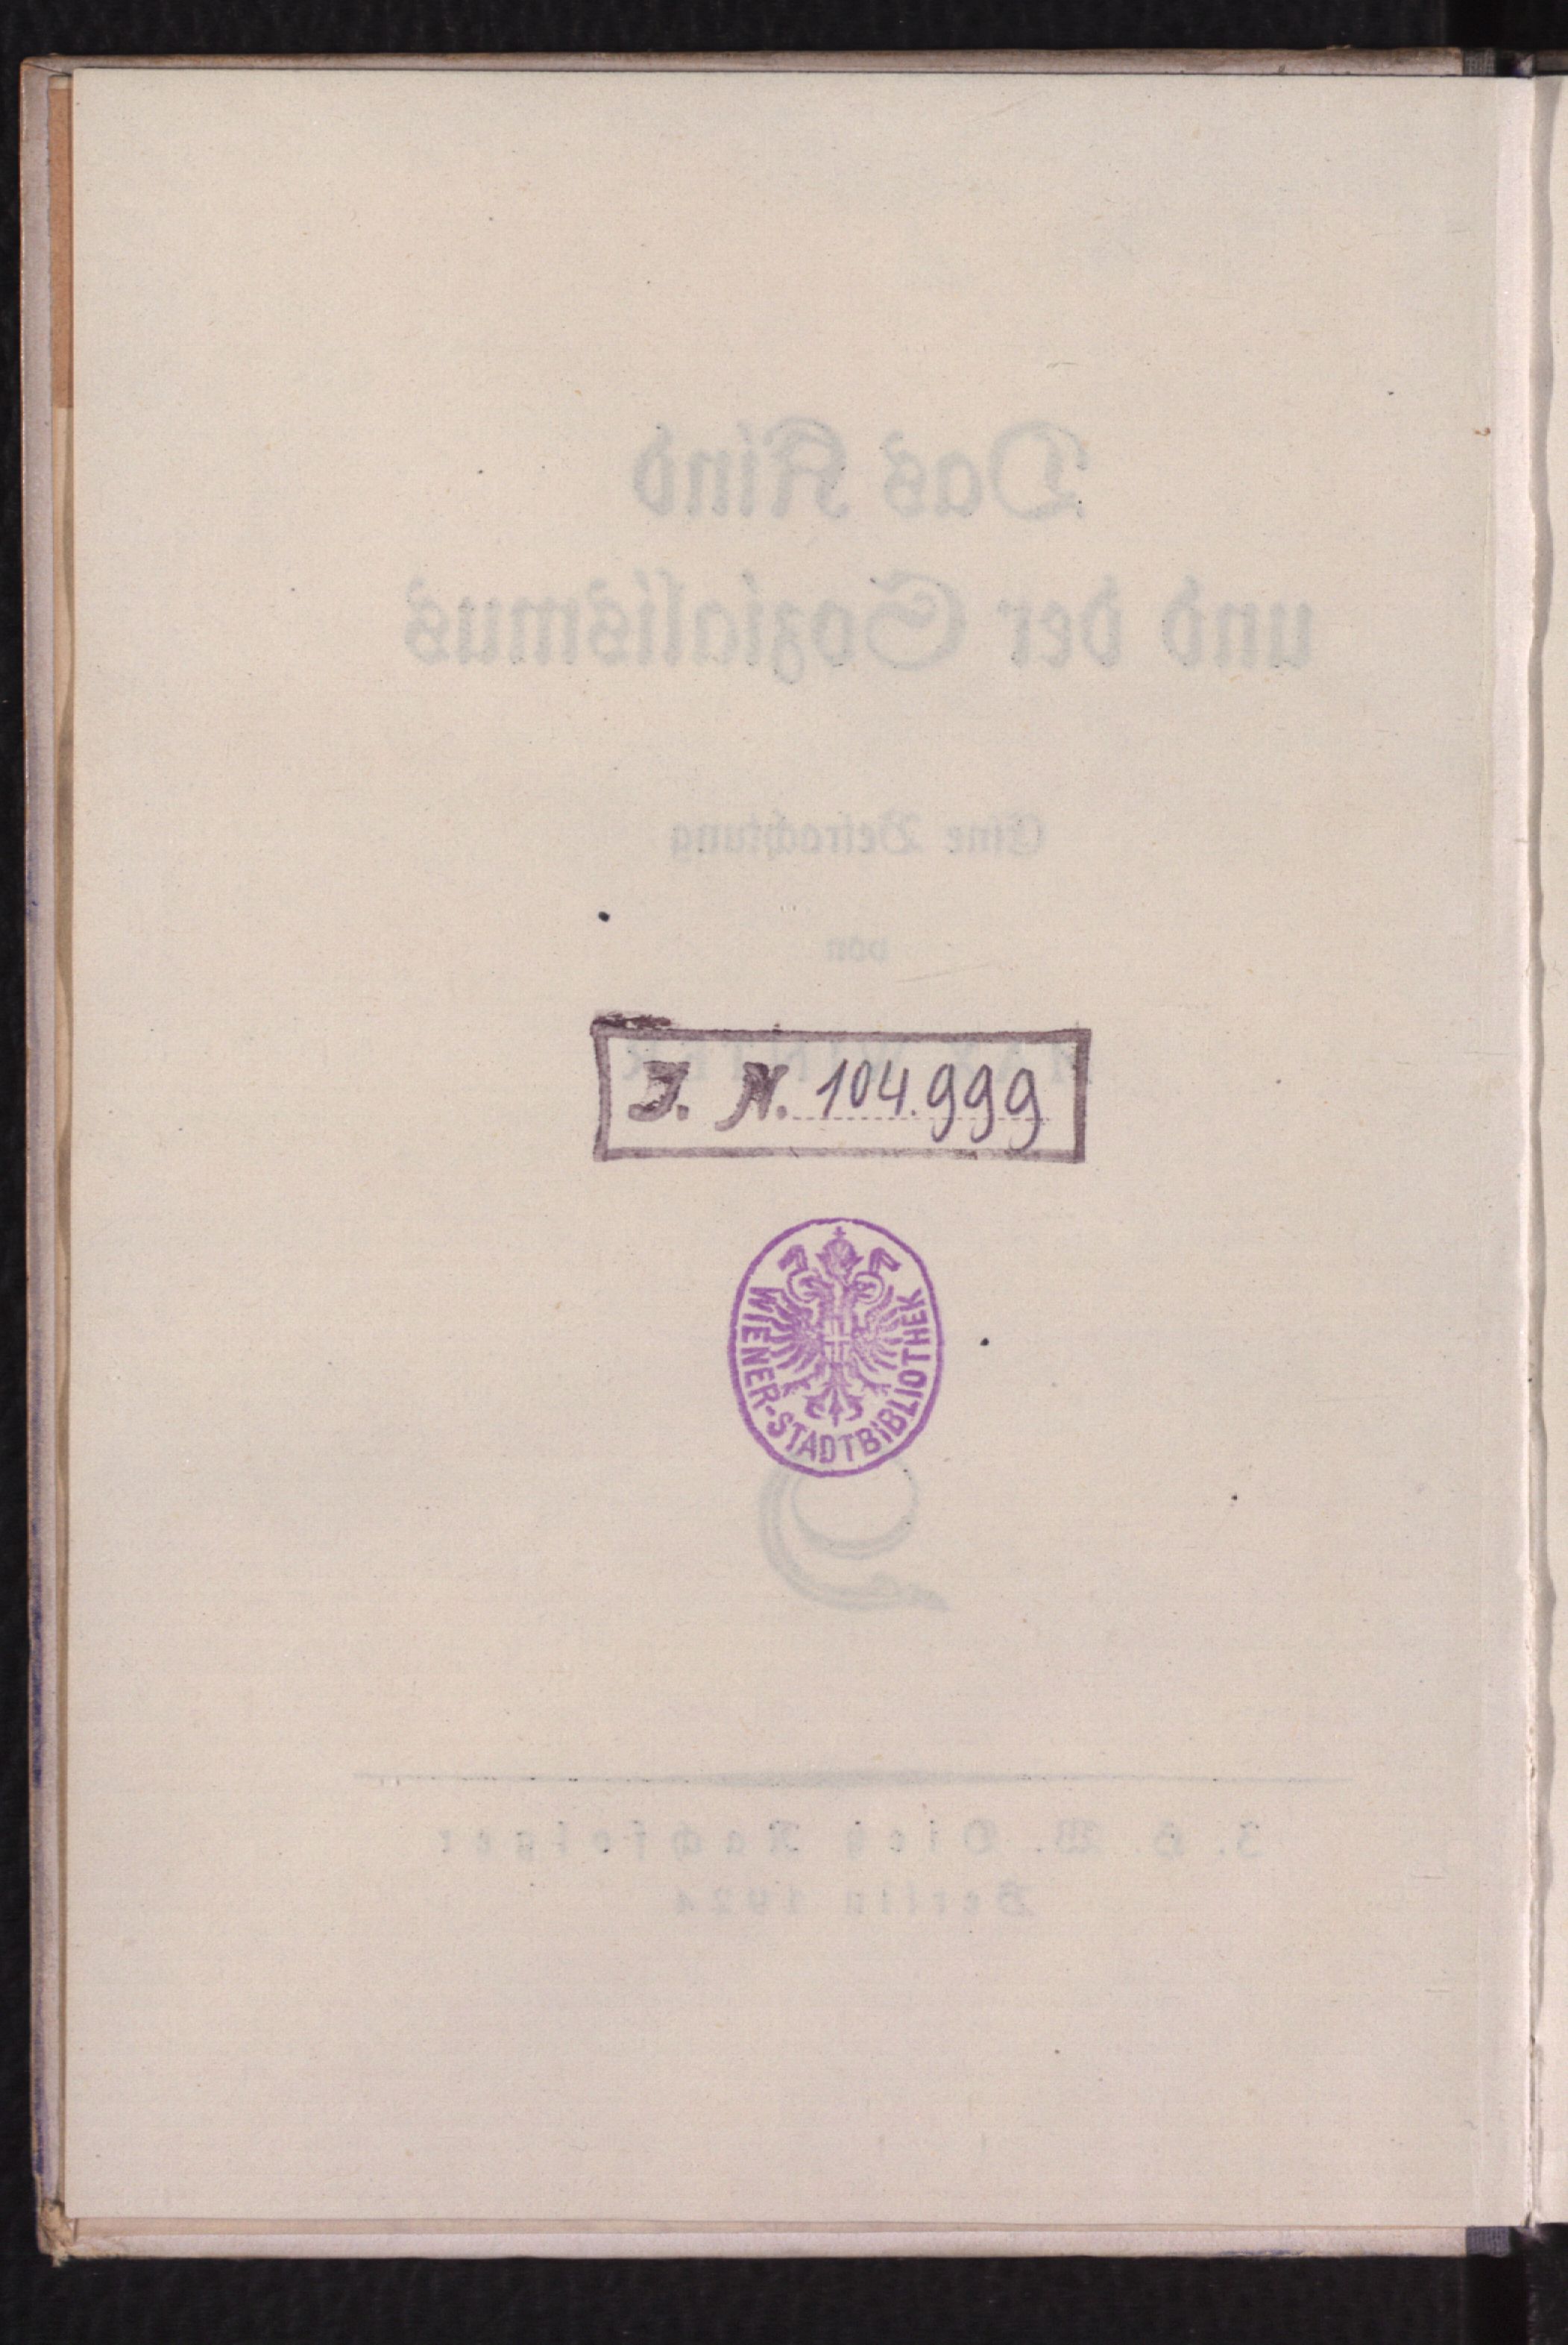 Das Kind
und der Sozialismus
Eine Betrachtung
von
J. N. 104.999
WIENER-STADTBIBLIOTHEK
J. H. W. Dietz Nachfolger
Berlin 1924